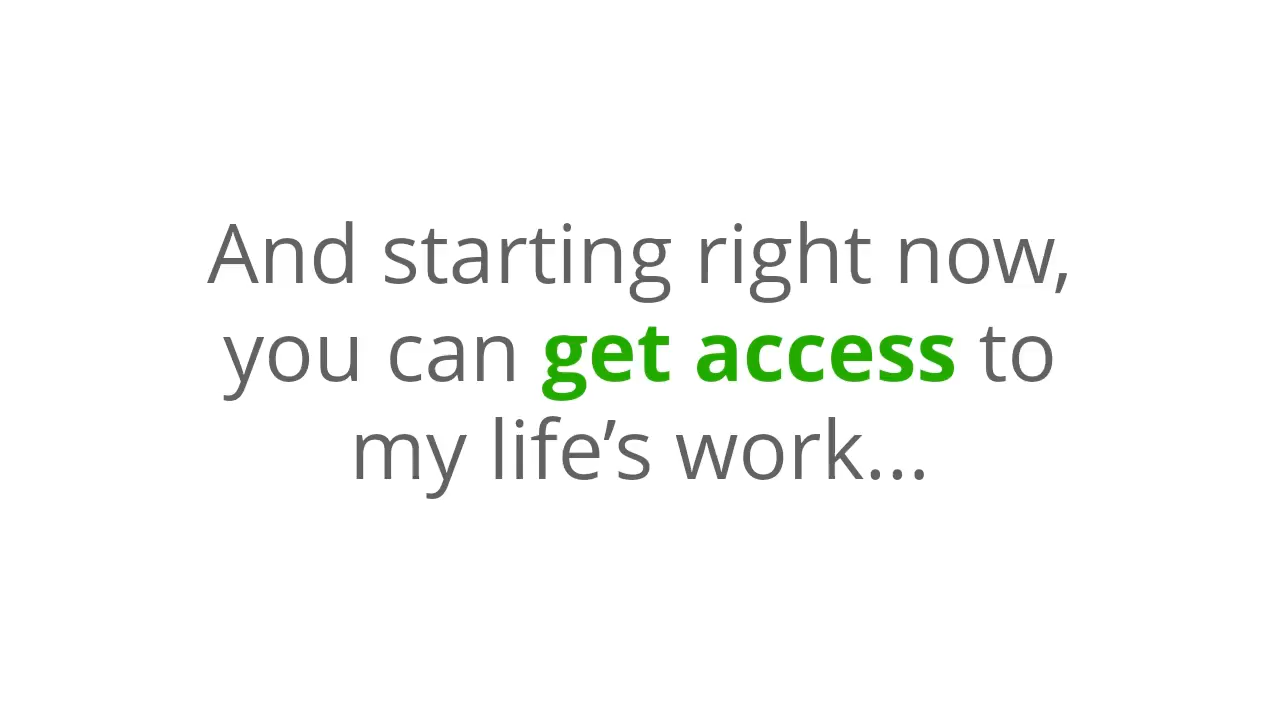 And starting right now,
you can get access to
my life’s work...